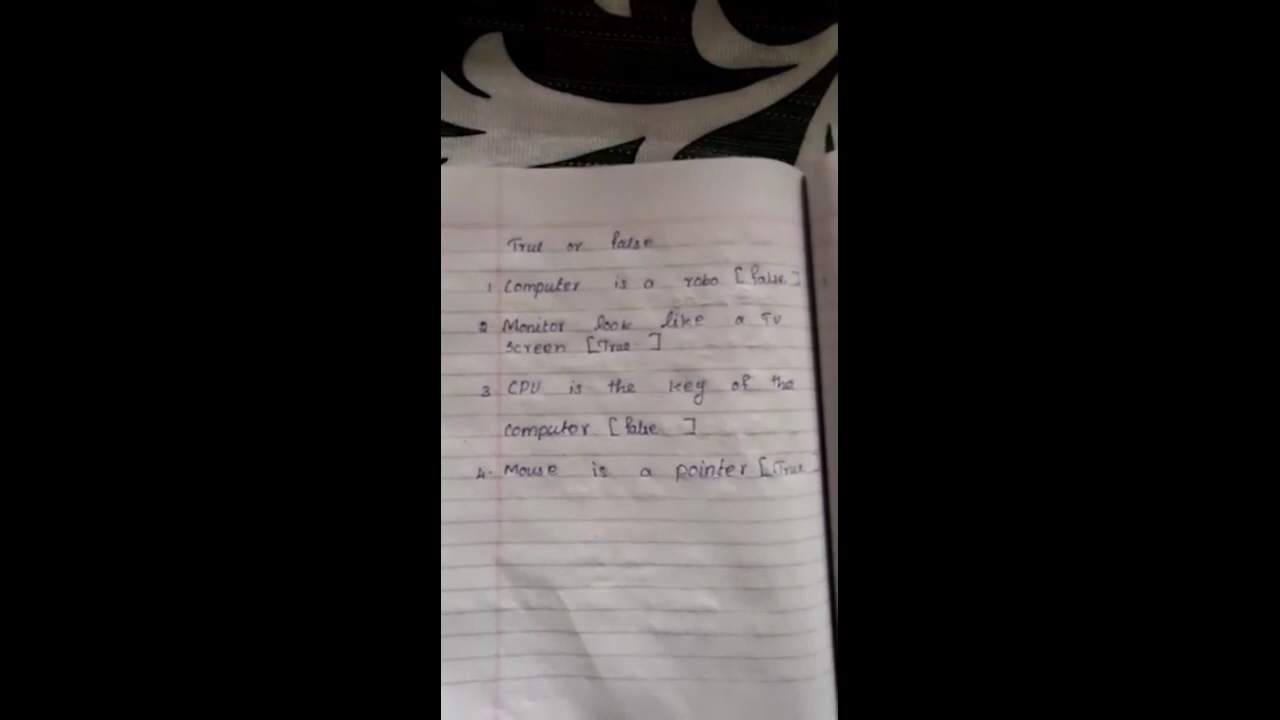 True or false
1 Computer is a robo [false]
2 Monitor look like a TV
screen [True ]
3. CPU is the key of the
computer. [false ]
4. Mouse is a pointer [True